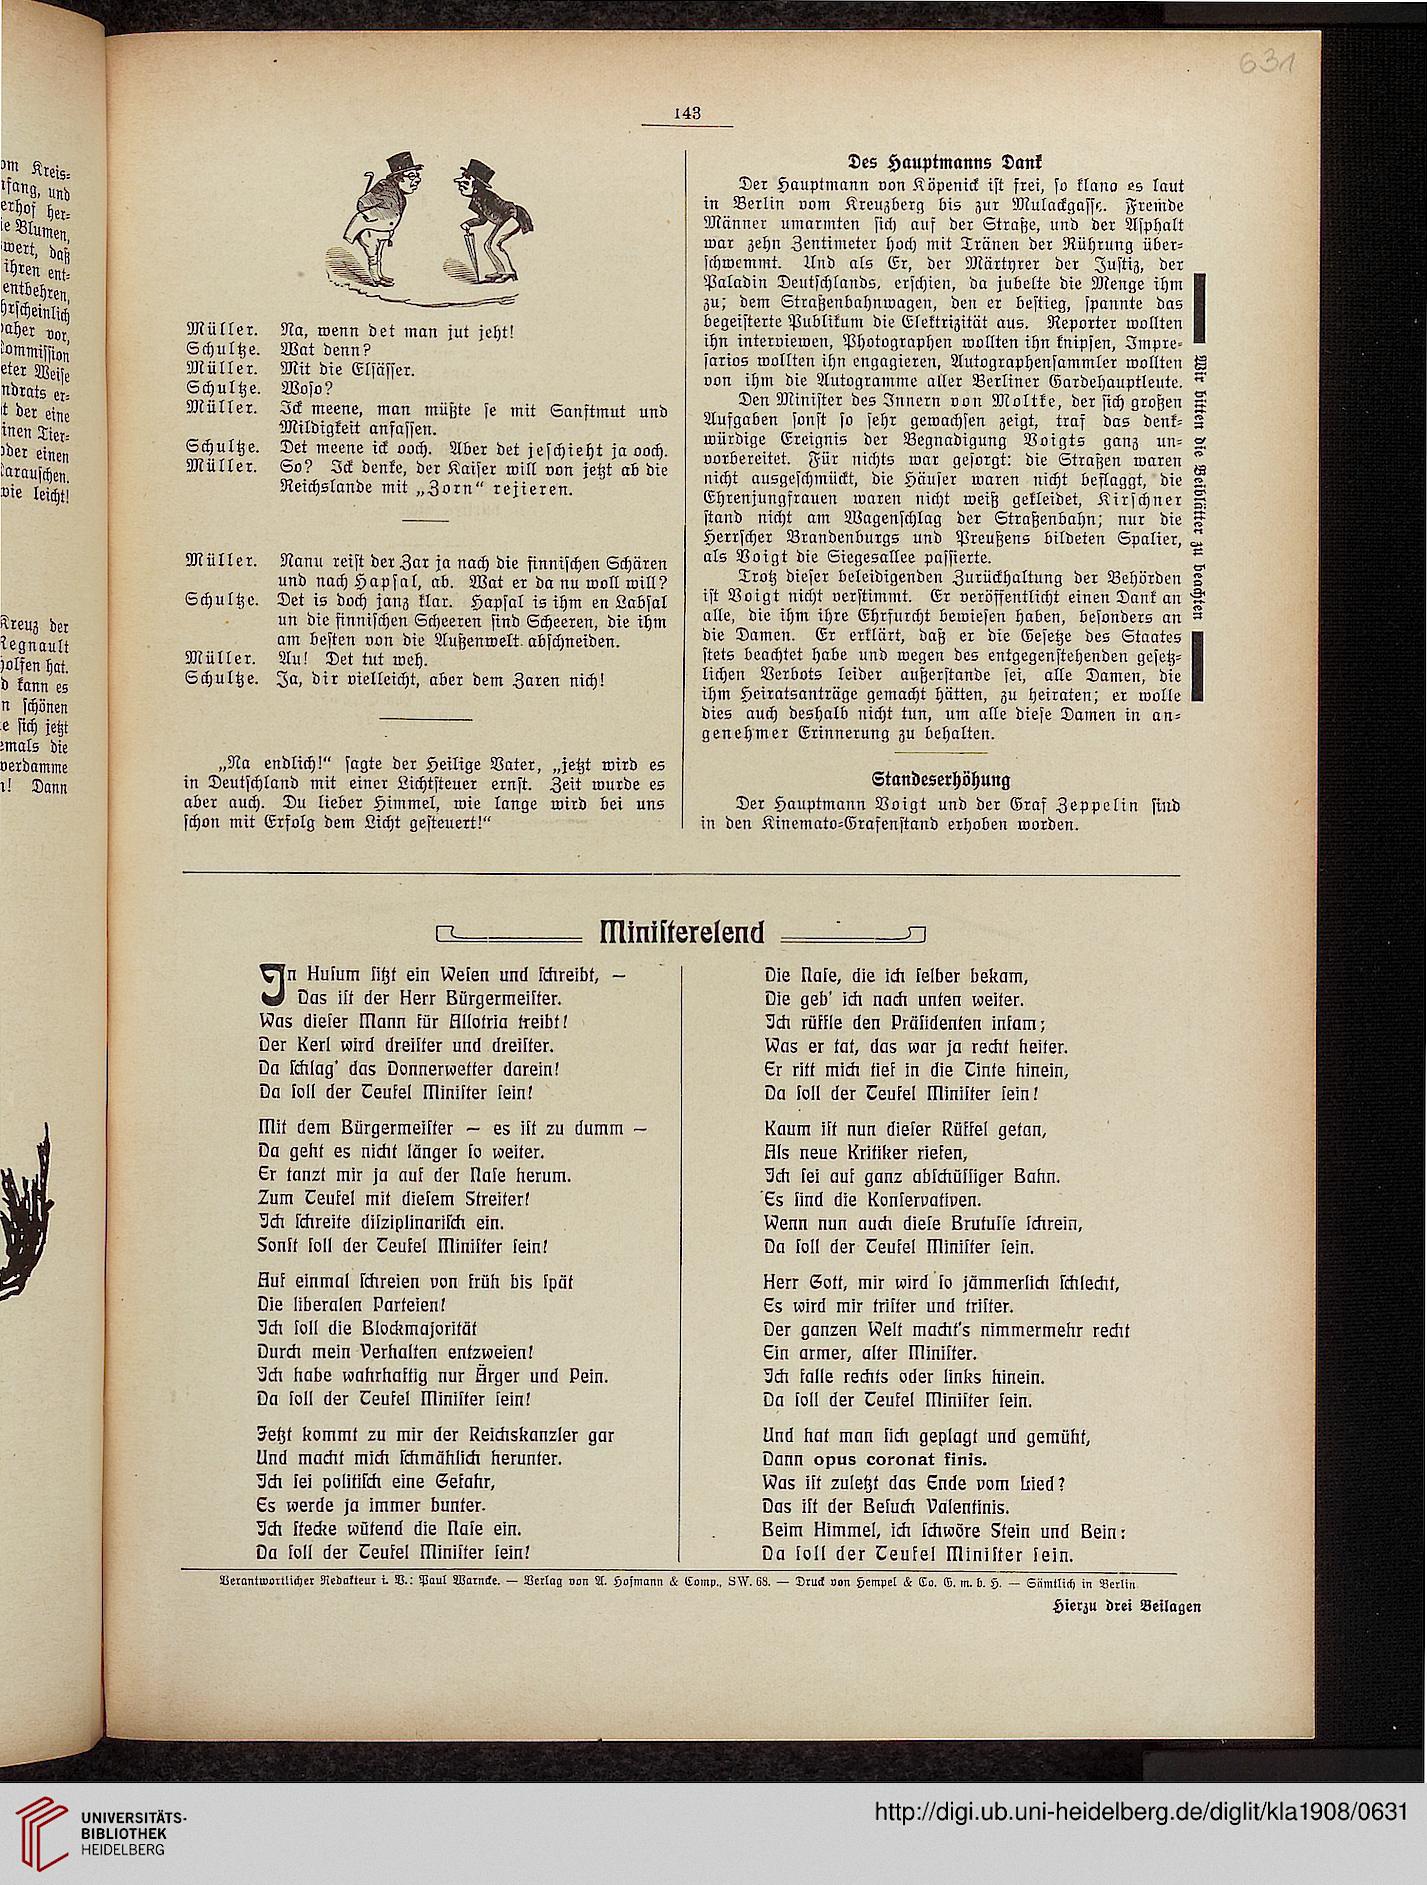 631
143
Müller. Na, wenn det man jut jeht!
Schultze. Wat denn?
Müller. Mit die Elsässer.
Schultze. Woso?
Müller. Ick meene, man müßte se mit Sanftmut und
Mildigkeit anfassen.
Schultze. Det meene ick ooch. Aber det jeschieht ja ooch.
Müller. So? Ick denke, der Kaiser will von jetzt ab die
Reichslande mit „Zorn“ rejieren.
Müller. Nanu reist der Zar ja nach die finnischen Schären
und nach Hapsal, ab. Wat er da nu woll will?
Schultze. Det is doch janz klar. Hapsal is ihm en Labsal
un die finnischen Scheeren sind Scheeren, die ihm
am besten von die Außenwelt abschneiden.
Müller. Au! Det tut weh.
Schultze. Ja, dir vielleicht, aber dem Zaren nich!
„Na endlich!“ sagte der Heilige Vater, „jetzt wird es
in Deutschland mit einer Lichtsteuer ernst. Zeit wurde es
aber auch. Du lieber Himmel, wie lange wird bei uns
schon mit Erfolg dem Licht gesteuert!“
Des Hauptmanns Dank
Der Hauptmann von Köpenick ist frei, so klang es laut
in Berlin vom Kreuzberg bis zur Mulackgasse. Fremde
Männer umarmten sich auf der Straße, und der Asphalt
war zehn Zentimeter hoch mit Tränen der Rührung über-
schwemmt. Und als Er, der Märtyrer der Justiz, der
Paladin Deutschlands, erschien, da jubelte die Menge ihm
zu; dem Straßenbahnwagen, den er bestieg, spannte das
begeisterte Publikum die Elektrizität aus. Reporter wollten
ihn interviewen, Photographen wollten ihn knipsen, Impre-
sarios wollten ihn engagieren, Autographensammler wollten
von ihm die Autogramme aller Berliner Gardehauptleute.
Den Minister des Innern von Moltke, der sich großen
Aufgaben sonst so sehr gewachsen zeigt, traf das denk-
würdige Ereignis der Begnadigung Voigts ganz un-
vorbereitet. Für nichts war gesorgt: die Straßen waren
nicht ausgeschmückt, die Häuser waren nicht beflaggt, die
Ehrenjungfrauen waren nicht weiß gekleidet, Kirschner
stand nicht am Wagenschlag der Straßenbahn; nur die
Herrscher Brandenburgs und Preußens bildeten Spalier,
als Voigt die Siegesallee passierte.
Trotz dieser beleidigenden Zurückhaltung der Behörden
ist Voigt nicht verstimmt. Er veröffentlicht einen Dank an
alle, die ihm ihre Ehrfurcht bewiesen haben, besonders an
die Damen. Er erklärt, daß er die Gesetze des Staates
stets beachtet habe und wegen des entgegenstehenden gesetz-
lichen Verbots leider außerstande sei, alle Damen, die
ihm Heiratsanträge gemacht hätten, zu heiraten; er wolle
dies auch deshalb nicht tun, um alle diese Damen in an-
genehmer Erinnerung zu behalten.
Standeserhöhung
Der Hauptmann Voigt und der Graf Zeppelin sind
in den Kinemato-Grafenstand erhoben worden.
Wir bitten die Beiblätter zu beachten
Ministerelend
In Husum sitzt ein Wesen und schreibt, —
Das ist der Herr Bürgermeister.
Was dieser Mann für Allotria treibt!
Der Kerl wird dreister und dreister.
Da schlag' das Donnerwetter darein!
Da soll der Teufel Minister sein!
Mit dem Bürgermeister — es ist zu dumm —
Da geht es nicht länger so weiter.
Er tanzt mir ja auf der Nase herum.
Zum Teufel mit diesem Streiter!
Ich schreite disziplinarisch ein.
Sonst soll der Teufel Minister sein!
Auf einmal schreien von früh bis spät
Die liberalen Parteien!
Ich soll die Blockmajorität
Durch mein Verhalten entzweien!
Ich habe wahrhaftig nur Ärger und Pein.
Da soll der Teufel Minister sein!
Jetzt kommt zu mir der Reichskanzler gar
Und macht mich schmählich herunter.
Ich sei politisch eine Gefahr,
Es werde ja immer bunter.
Ich stecke wütend die Nase ein.
Da soll der Teufel Minister sein!
Die Nase, die ich selber bekam,
Die geb' ich nach unten weiter.
Ich rüffle den Präsidenten infam;
Was er tat, das war ja recht heiter.
Er ritt mich tief in die Tinte hinein,
Da soll der Teufel Minister sein!
Kaum ist nun dieser Rüffel getan,
Als neue Kritiker riefen,
Ich sei auf ganz abschüssiger Bahn.
Es sind die Konservativen.
Wenn nun auch diese Brutusse schrein,
Da soll der Teufel Minister sein.
Herr Gott, mir wird so jämmerlich schlecht,
Es wird mir trister und trister.
Der ganzen Welt macht's nimmermehr recht
Ein armer, alter Minister.
Ich falle rechts oder links hinein.
Da soll der Teufel Minister sein.
Und hat man sich geplagt und gemüht,
Dann opus coronat finis.
Was ist zuletzt das Ende vom Lied?
Das ist der Besuch Valentinis.
Beim Himmel, ich schwöre Stein und Bein:
Da soll der Teufel Minister sein.
Verantwortlicher Redakteur i. V.: Paul Warncke. — Verlag von A. Hofmann & Comp., SW. 68. — Druck von Hempel & Co. G. m. b. H. — Sämtlich in Berlin
Hierzu drei Beilagen
UNIVERSITÄTS-
BIBLIOTHEK
HEIDELBERG
http://digi.ub.uni-heidelberg.de/diglit/kla1908/0631